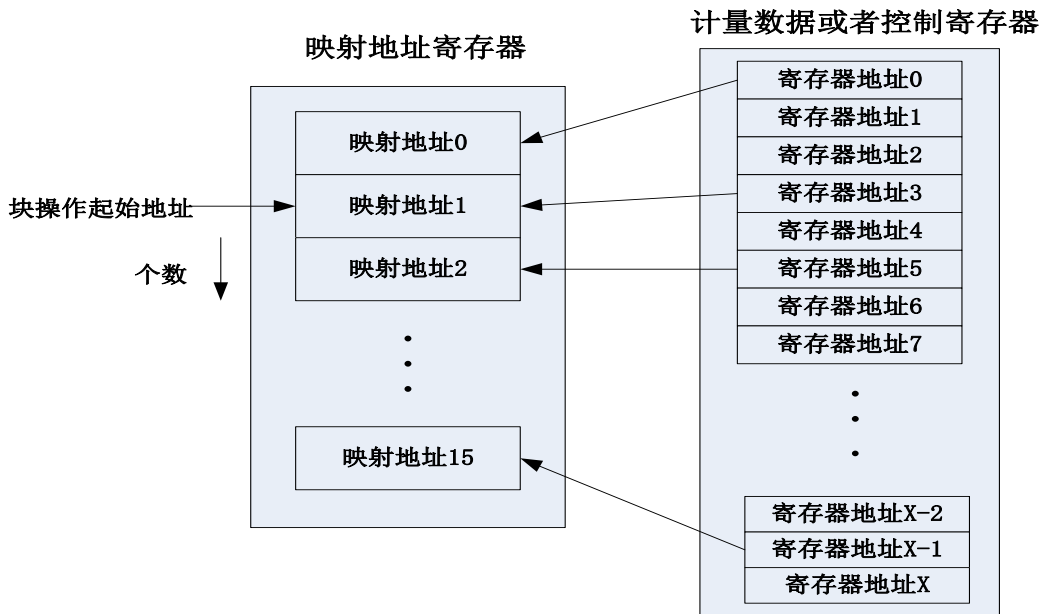 计量数据或者控制寄存器
映射地址寄存器
映射地址0
映射地址1
映射地址2
映射地址15
块操作起始地址
个数
寄存器地址0
寄存器地址1
寄存器地址2
寄存器地址3
寄存器地址4
寄存器地址5
寄存器地址6
寄存器地址7
寄存器地址X-2
寄存器地址X-1
寄存器地址X